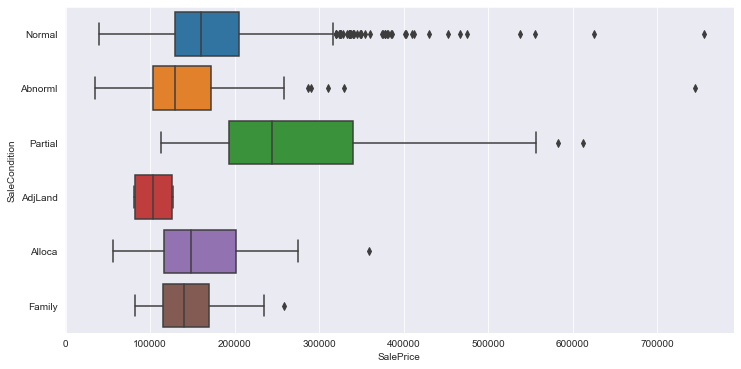 SaleCondition
Normal
Abnorml
Partial
AdjLand
Alloca
Family
0 100000 200000 300000 400000 500000 600000 700000
SalePrice